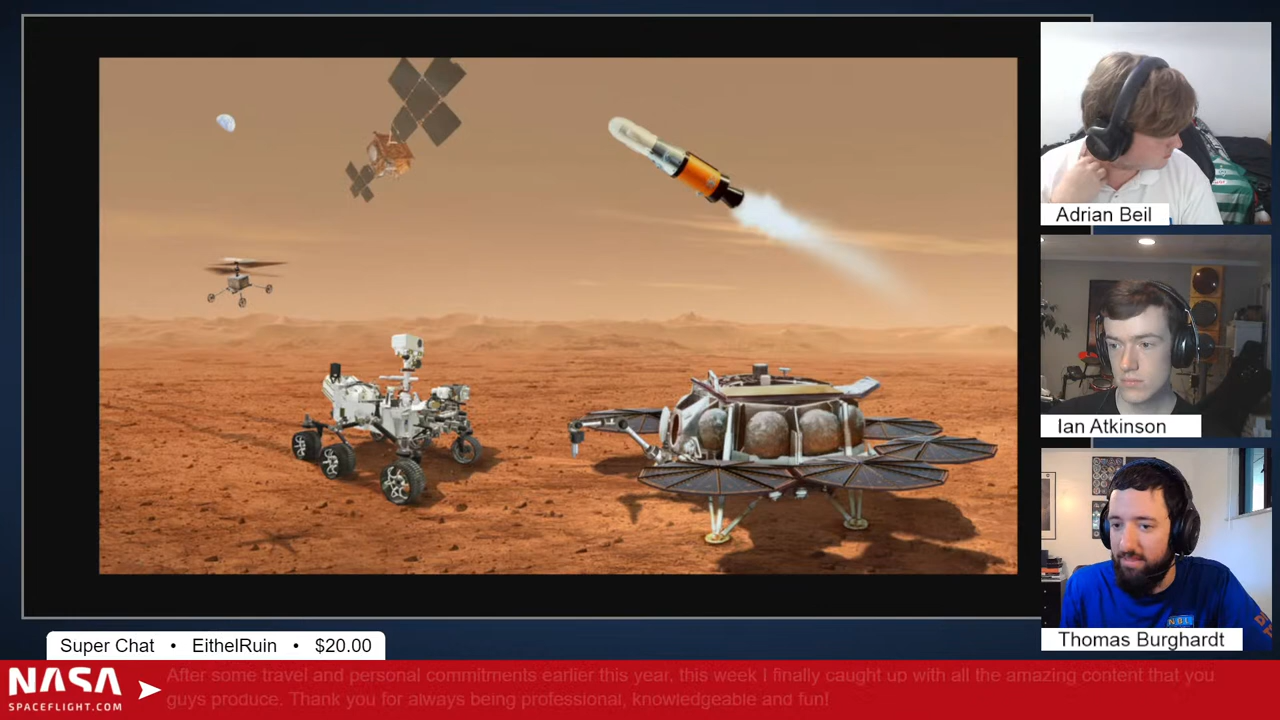 Adrian Beil
Ian Atkinson
Thomas Burghardt
Super Chat • EithelRuin • $20.00
NASA
SPACEFLIGHT.COM
After some travel and personal commitments earlier this year, this week I finally caught up with all the amazing content that you
guys produce. Thank you for always being professional, knowledgeable and fun!